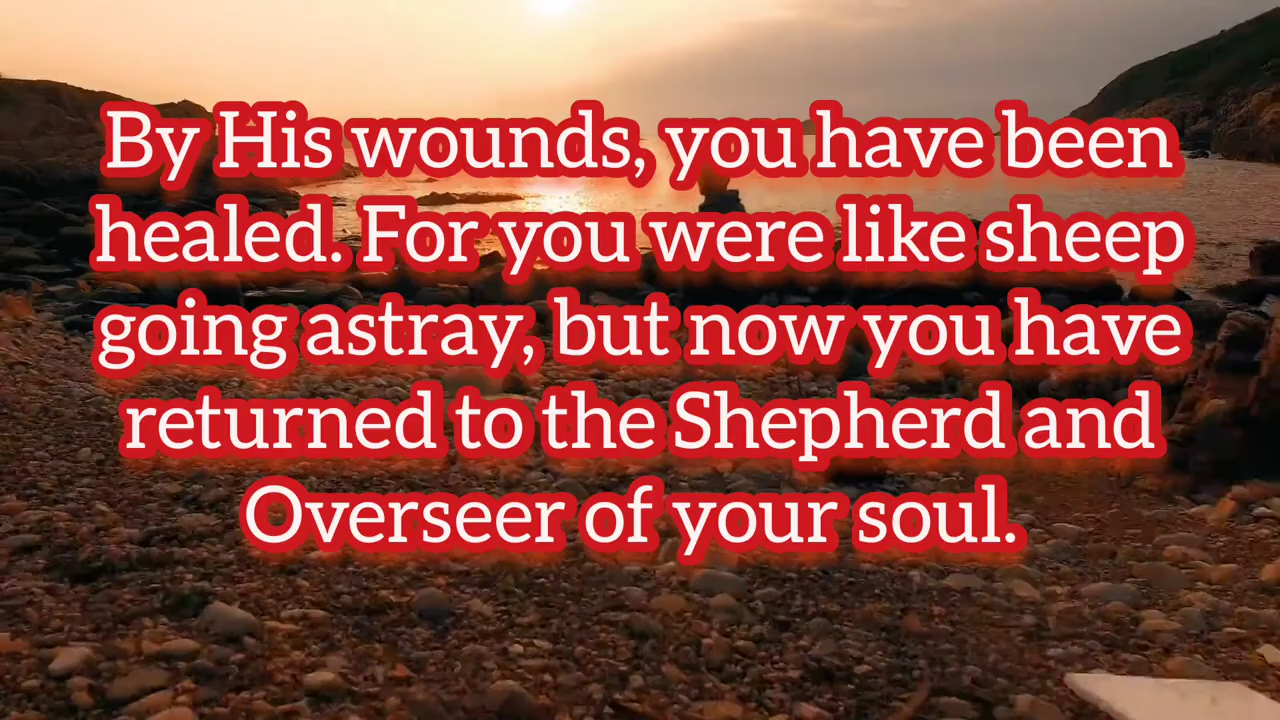 By His wounds, you have been
healed. For you were like sheep
going astray, but now you have
returned to the Shepherd and
Overseer of your soul.